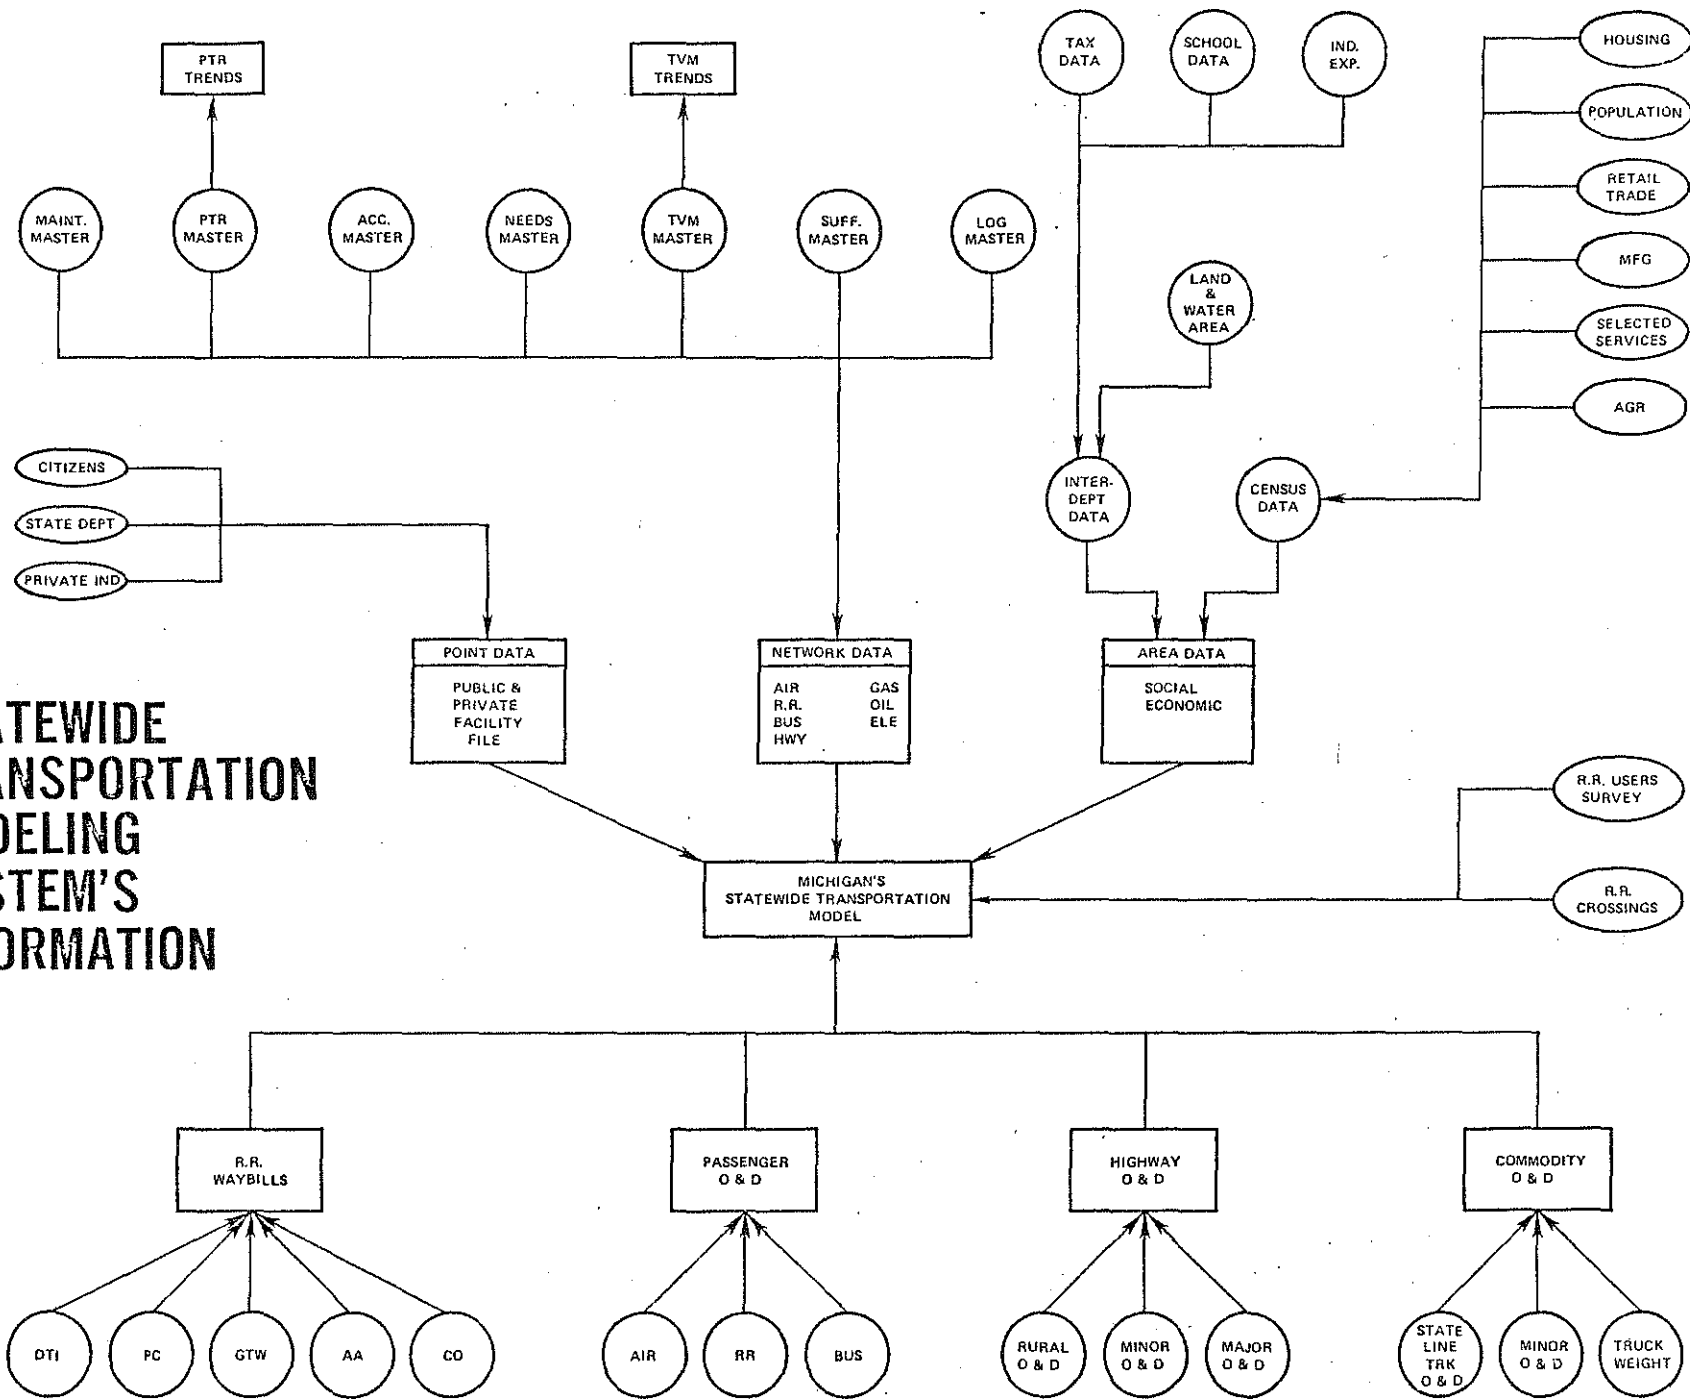 PTR
TRENDS
TVM
TRENDS
TAX
DATA
SCHOOL
DATA
IND.
EXP.
HOUSING
POPULATION
RETAIL
TRADE
MFG
SELECTED
SERVICES
AGR
MAINT.
MASTER
PTR
MASTER
ACC.
MASTER
NEEDS
MASTER
TVM
MASTER
SUFF.
MASTER
LOG
MASTER
LAND
&
WATER
AREA
CITIZENS
STATE DEPT
PRIVATE IND
INTER-
DEPT
DATA
CENSUS
DATA
POINT DATA
PUBLIC &
PRIVATE
FACILITY
FILE
NETWORK DATA
AIR GAS
R.R. OIL
BUS ELE
HWY
AREA DATA
SOCIAL
ECONOMIC
ATEWIDE
ANSPORTATION
DELING
STEM'S
ORMATION
R.R. USERS
SURVEY
R.R.
CROSSINGS
MICHIGAN'S
STATEWIDE TRANSPORTATION
MODEL
R.R.
WAYBILLS
PASSENGER
O & D
HIGHWAY
O & D
COMMODITY
O & D
DTI
PC
GTW
AA
CO
AIR
RR
BUS
RURAL
O & D
MINOR
O & D
MAJOR
O & D
STATE
LINE
TRK
O & D
MINOR
O & D
TRUCK
WEIGHT